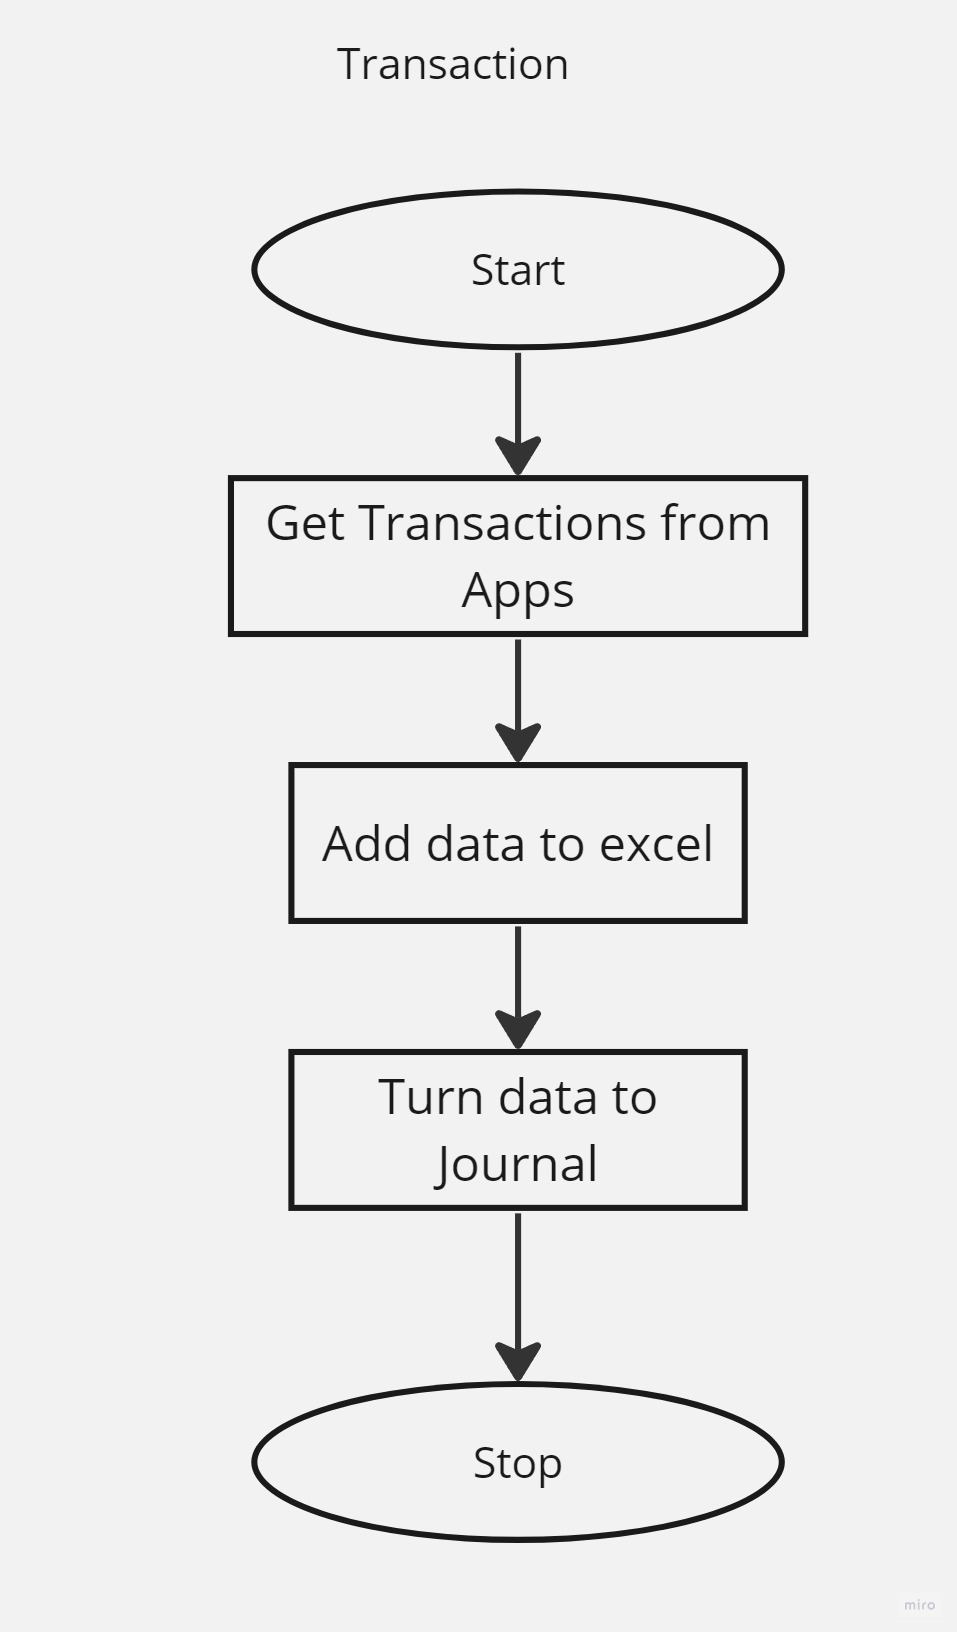 Transaction
Start
Get Transactions from
Apps
Add data to excel
Turn data to
Journal
Stop
miro